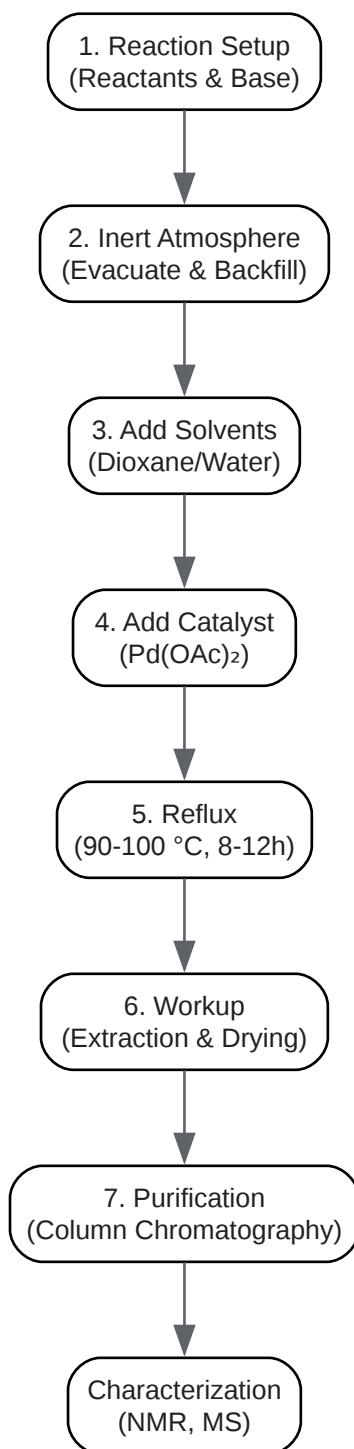 1. Reaction Setup
(Reactants & Base)
2. Inert Atmosphere
(Evacuate & Backfill)
3. Add Solvents
(Dioxane/Water)
4. Add Catalyst
(Pd(OAc)₂)
5. Reflux
(90-100 °C, 8-12h)
6. Workup
(Extraction & Drying)
7. Purification
(Column Chromatography)
Characterization
(NMR, MS)